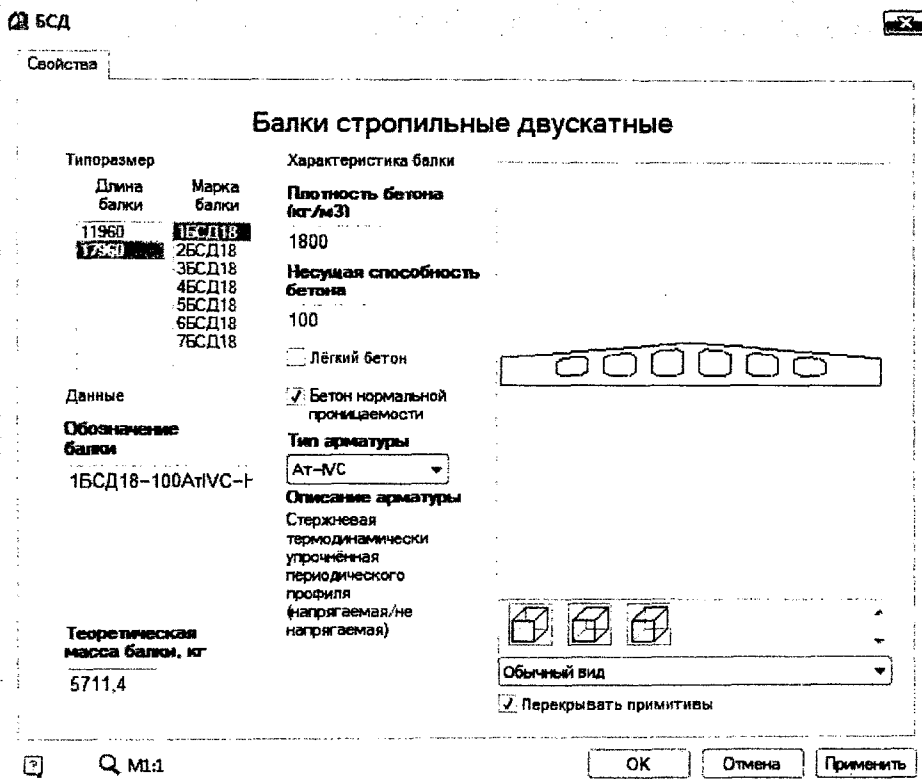 БСД
Свойства
Балки стропильные двускатные
Типоразмер
Длина балки
Марка балки
11960
17960
1БСД18
2БСД18
3БСД18
4БСД18
5БСД18
6БСД18
7БСД18
Данные
Обозначение
балки
1БСД18-100АтIVС-Н
Теоретическая
масса балки, кг
5711,4
Характеристика балки
Плотность бетона
(кг/м3)
1800
Несущая способность
бетона
100
Лёгкий бетон
Бетон нормальной
проницаемости
Тип арматуры
Ат-IVC
Описание арматуры
Стержневая
термодинамически
упрочнённая
периодического
профиля
(напрягаемая/не
напрягаемая)
Обычный вид
Перекрывать примитивы
М1:1
ОК
Отмена
Применить